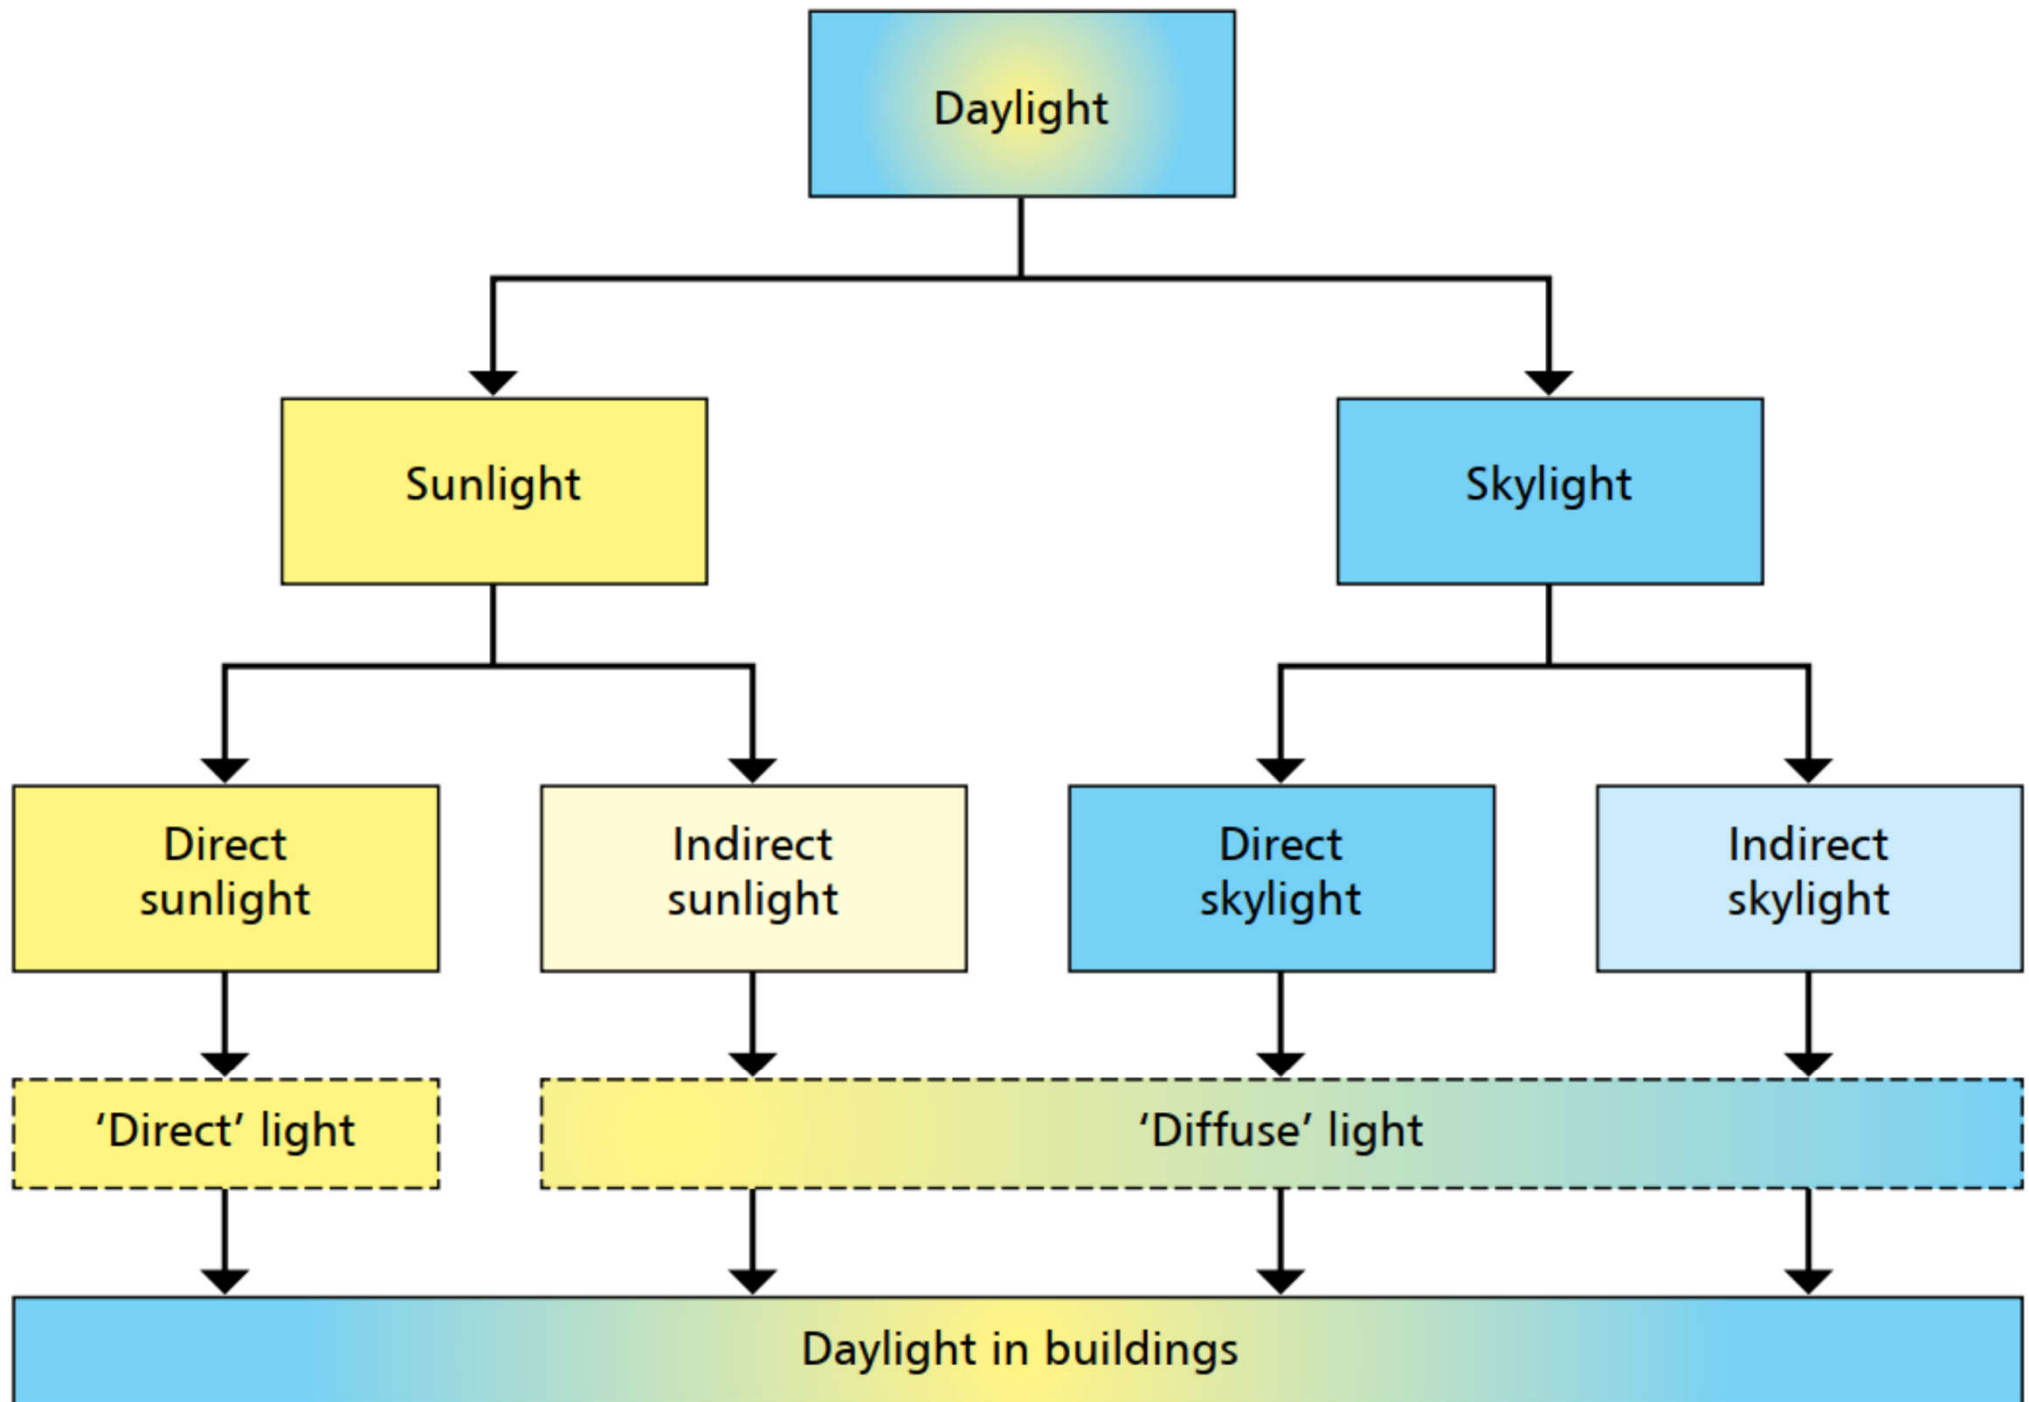 Daylight
Sunlight
Skylight
Direct
sunlight
Indirect
sunlight
Direct
skylight
Indirect
skylight
‘Direct’ light
‘Diffuse’ light
Daylight in buildings